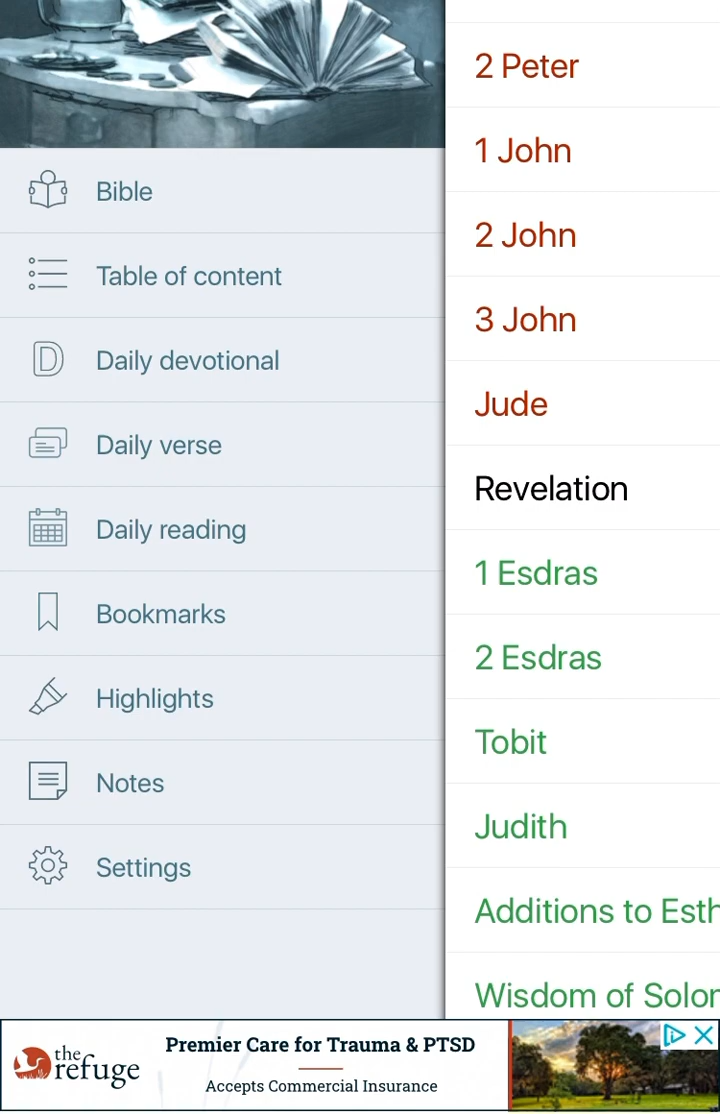 Bible
Table of content
Daily devotional
Daily verse
Daily reading
Bookmarks
Highlights
Notes
Settings
2 Peter
1 John
2 John
3 John
Jude
Revelation
1 Esdras
2 Esdras
Tobit
Judith
Additions to Esth
Wisdom of Solor
the
refuge
Premier Care for Trauma & PTSD
Accepts Commercial Insurance